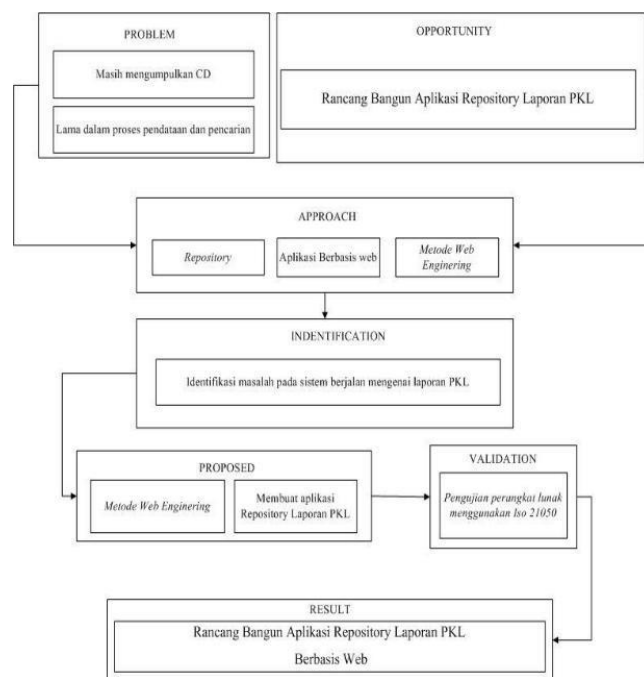 PROBLEM
Masih mengumpulkan CD
Lama dalam proses pendataan dan pencarian
OPPORTUNITY
Rancang Bangun Aplikasi Repository Laporan PKL
APPROACH
Repository
Aplikasi Berbasis web
Metode Web
Enginering
INDENTIFICATION
Identifikasi masalah pada sistem berjalan mengenai laporan PKL
PROPOSED
Metode Web Enginering
Membuat aplikasi
Repository Laporan PKL
VALIDATION
Pengujian perangkat lunak
menggunakan Iso 21050
RESULT
Rancang Bangun Aplikasi Repository Laporan PKL
Berbasis Web